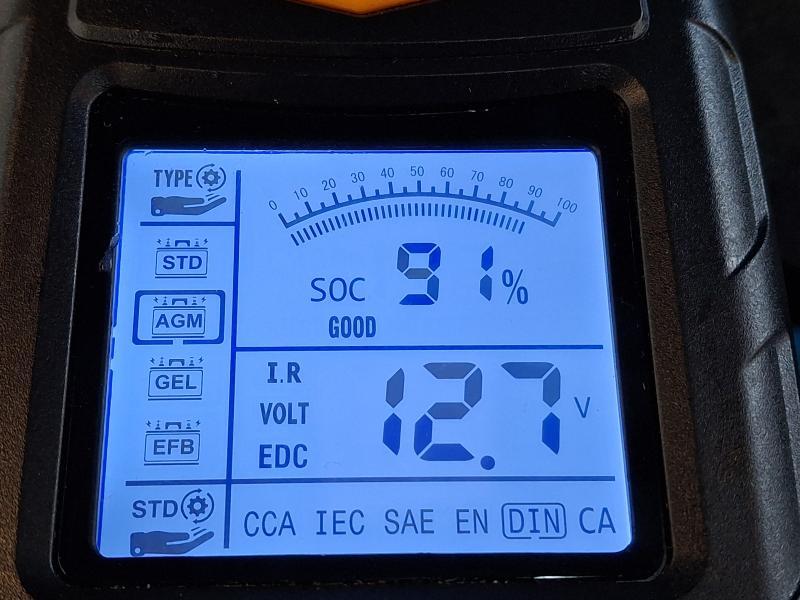 TYPE
0 10 20 30 40 50 60 70 80 90 100
STD
SOC 91%
AGM
GOOD
GEL
I.R
VOLT
12.7 V
EFB
EDC
STD
CCA IEC SAE EN DIN CA